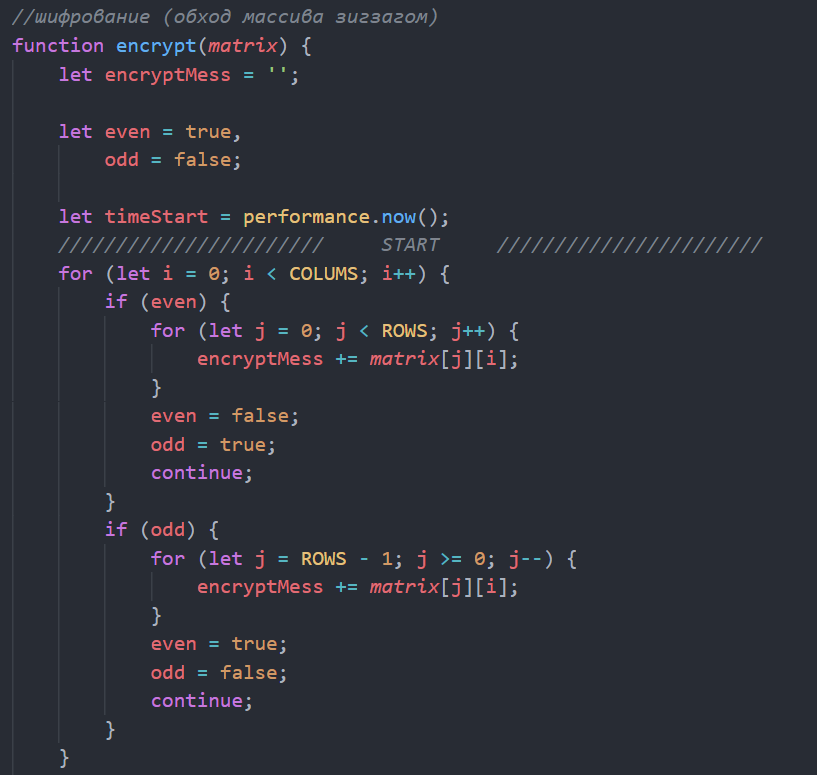 //шифрование (обход массива зигзагом)
function encrypt(matrix) {
    let encryptMess = '';

    let even = true,
        odd = false;

    let timeStart = performance.now();
    ///////////////////////     START     ///////////////////////
    for (let i = 0; i < COLUMS; i++) {
        if (even) {
            for (let j = 0; j < ROWS; j++) {
                encryptMess += matrix[j][i];
            }
            even = false;
            odd = true;
            continue;
        }
        if (odd) {
            for (let j = ROWS - 1; j >= 0; j--) {
                encryptMess += matrix[j][i];
            }
            even = true;
            odd = false;
            continue;
        }
    }